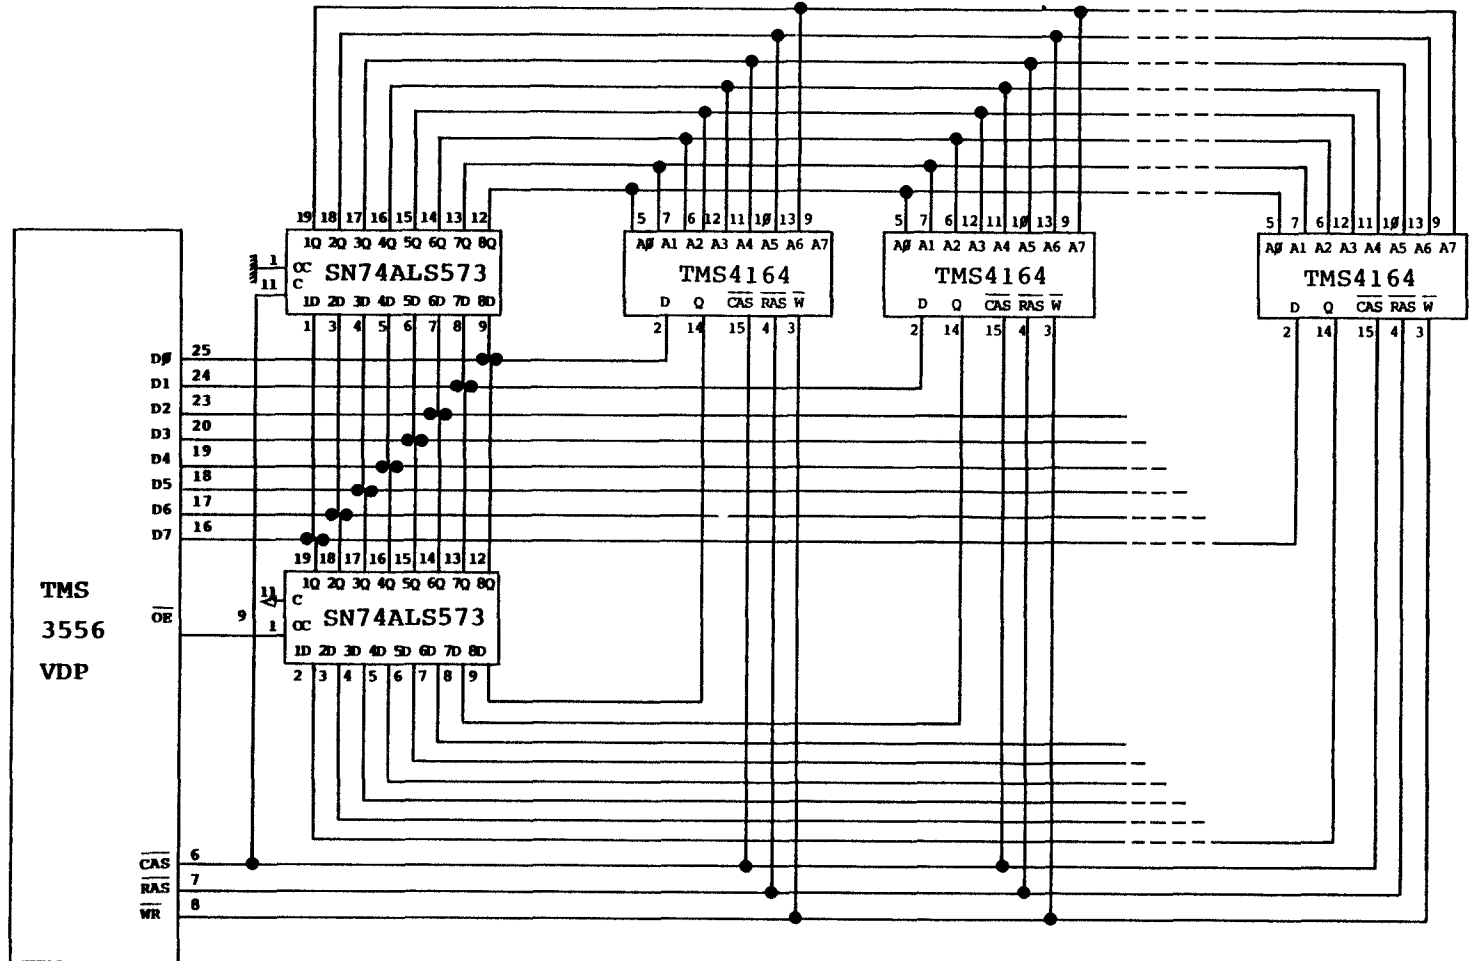 19 18 17 16 15 14 13 12
1Q 2Q 3Q 4Q 5Q 6Q 7Q 8Q
1 OC
SN74ALS573
11 C
1D 2D 3D 4D 5D 6D 7D 8D
1 3 4 5 6 7 8 9
5 7 6 12 11 10 13 9
AØ A1 A2 A3 A4 A5 A6 A7
TMS4164
D Q CAS RAS W
2 14 15 4 3
5 7 6 12 11 10 13 9
AØ A1 A2 A3 A4 A5 A6 A7
TMS4164
D Q CAS RAS W
2 14 15 4 3
5 7 6 12 11 10 13 9
AØ A1 A2 A3 A4 A5 A6 A7
TMS4164
D Q CAS RAS W
2 14 15 4 3
DØ 25
D1 24
D2 23
D3 20
D4 19
D5 18
D6 17
D7 16
19 18 17 16 15 14 13 12
1Q 2Q 3Q 4Q 5Q 6Q 7Q 8Q
11 C
SN74ALS573
OE 9 1 OC
1D 2D 3D 4D 5D 6D 7D 8D
2 3 4 5 6 7 8 9
TMS
3556
VDP
CAS 6
RAS 7
WR 8